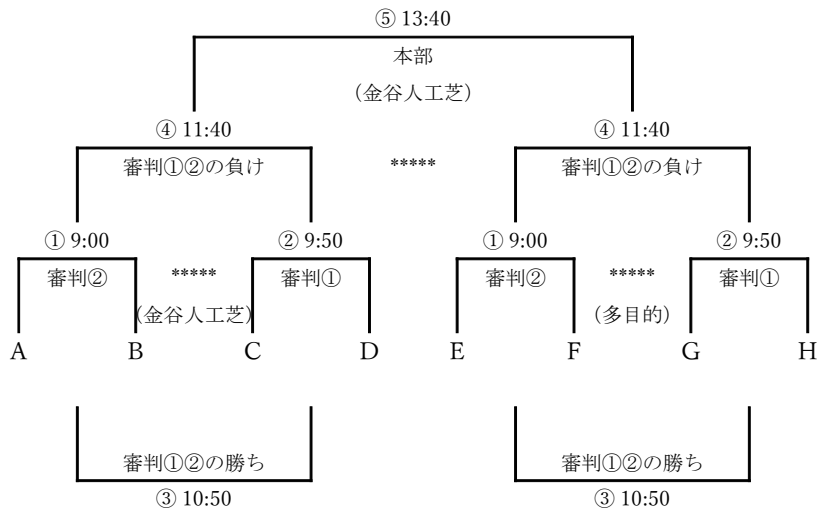 ⑤ 13:40
本部
（金谷人工芝）
④ 11:40
④ 11:40
審判①②の負け
*****
審判①②の負け
① 9:00
② 9:50
① 9:00
② 9:50
審判②
*****
審判①
審判②
*****
審判①
（金谷人工芝）
（多目的）
A B C D E F G H
審判①②の勝ち
審判①②の勝ち
③ 10:50
③ 10:50